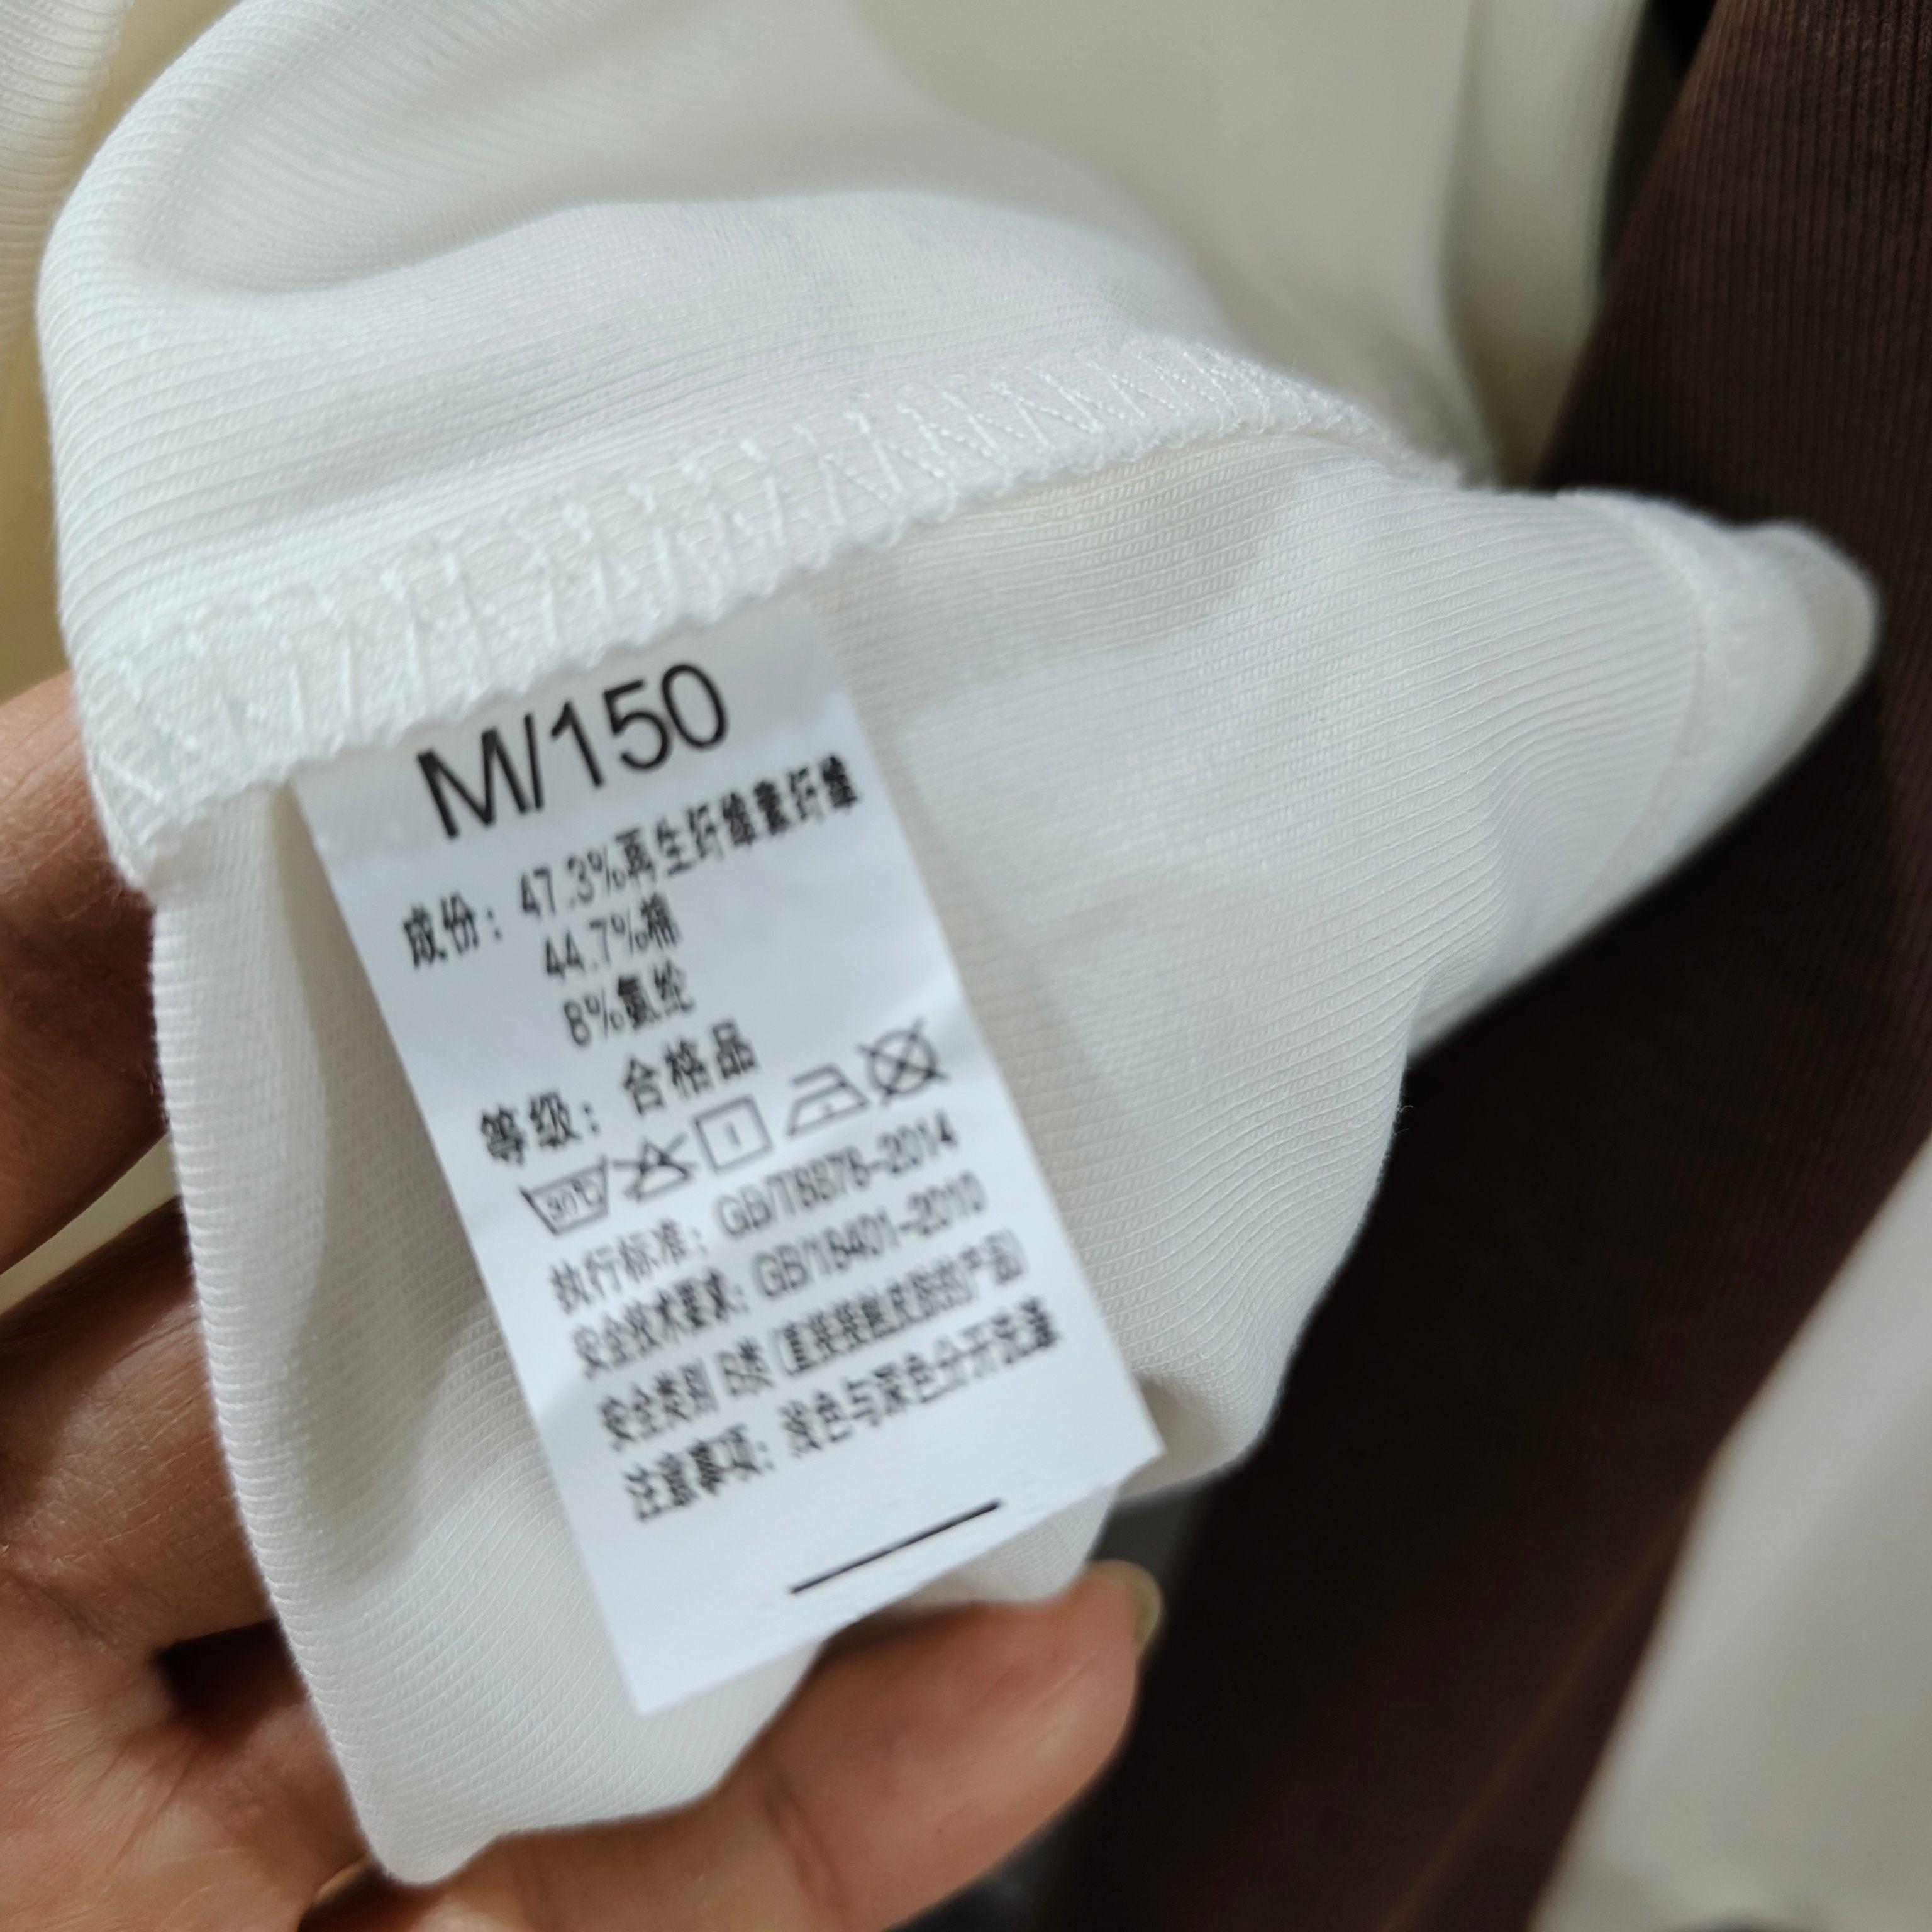 M/150
成份：47.3%再生纤维素纤维
44.7%棉
8%氨纶
等级：合格品
30℃
执行标准：GB/T8878-2014
安全技术要求：GB/18401-2010
安全类别 B类 (直接接触皮肤的产品)
注意事项：浅色与深色分开洗涤